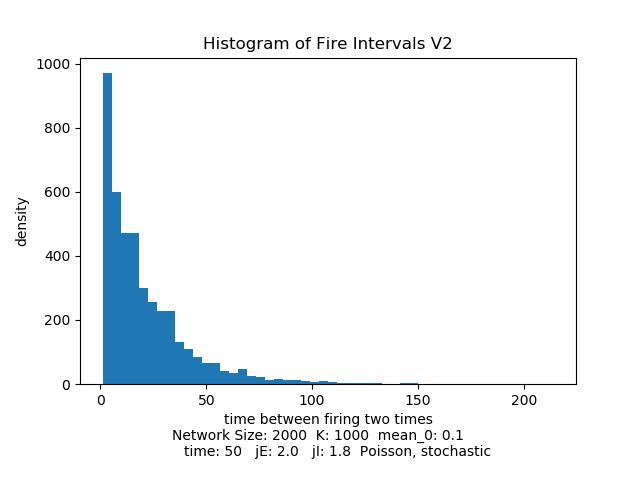 Histogram of Fire Intervals V2
1000
800
600
400
200
0
density
0 50 100 150 200
time between firing two times
Network Size: 2000 K: 1000 mean_0: 0.1
time: 50 jE: 2.0 jI: 1.8 Poisson, stochastic